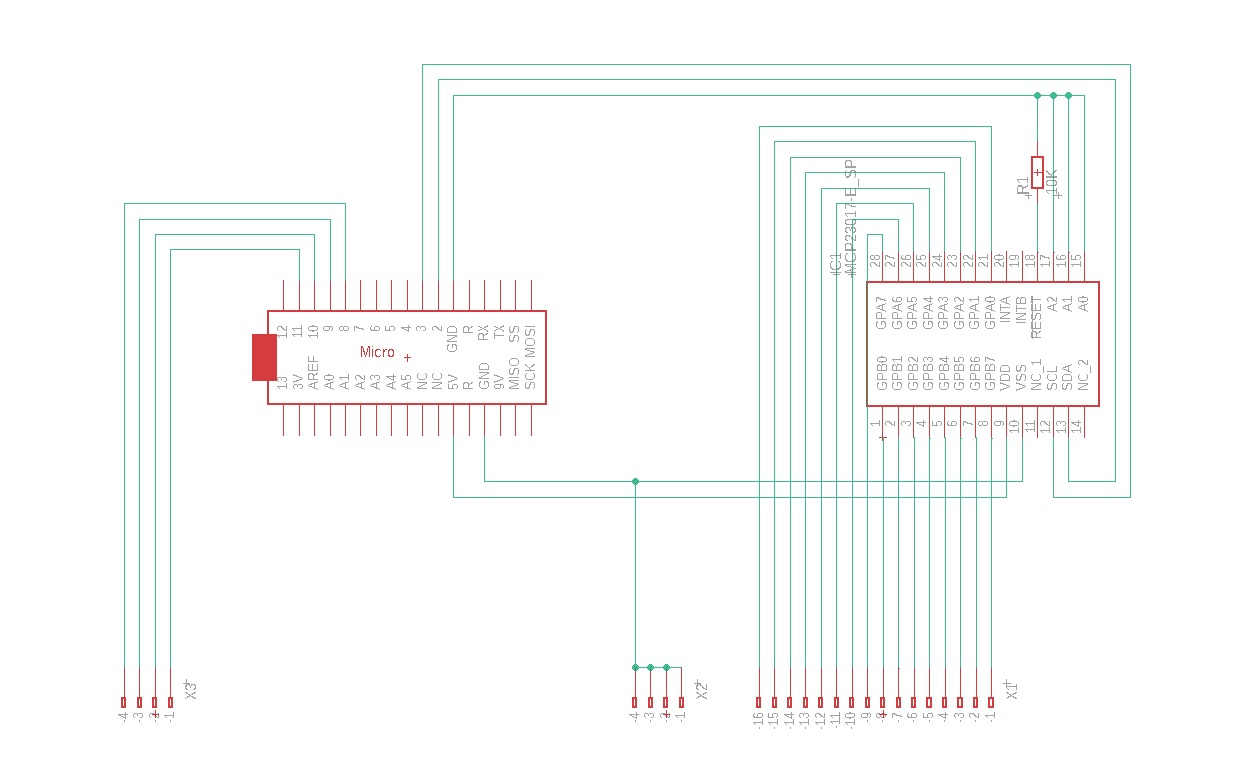 12 11 10 9 8 7 6 5 4 3 2 GND R RX TX SS MOSI
Micro
13 3V AREF A0 A1 A2 A3 A4 A5 NC NC 5V R GND 9V MISO SCK
R1
10K
IC1
MCP23017-E_SP
28 27 26 25 24 23 22 21 20 19 18 17 16 15
GPA7 GPA6 GPA5 GPA4 GPA3 GPA2 GPA1 GPA0 INTA INTB RESET A2 A1 A0
GPB0 GPB1 GPB2 GPB3 GPB4 GPB5 GPB6 GPB7 VDD VSS NC_1 SCL SDA NC_2
1 2 3 4 5 6 7 8 9 10 11 12 13 14
-4 -3 -2 -1
X3
-4 -3 -2 -1
X2
-16 -15 -14 -13 -12 -11 -10 -9 -8 -7 -6 -5 -4 -3 -2 -1
X1